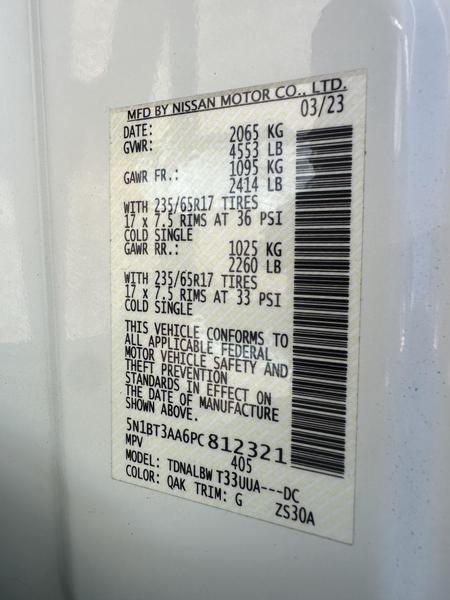 MFD BY NISSAN MOTOR CO., LTD.
DATE: 03/23
GVWR: 2065 KG
4553 LB
GAWR FR.: 1095 KG
2414 LB
WITH 235/65R17 TIRES
17 x 7.5 RIMS AT 36 PSI
COLD SINGLE
GAWR RR.: 1025 KG
2260 LB
WITH 235/65R17 TIRES
17 x 7.5 RIMS AT 33 PSI
COLD SINGLE
THIS VEHICLE CONFORMS TO
ALL APPLICABLE FEDERAL
MOTOR VEHICLE SAFETY AND
THEFT PREVENTION
STANDARDS IN EFFECT ON
THE DATE OF MANUFACTURE
SHOWN ABOVE.
5N1BT3AA6PC812321
MPV 405
MODEL: TDNALBW T33UUA---DC
COLOR: QAK TRIM: G ZS30A